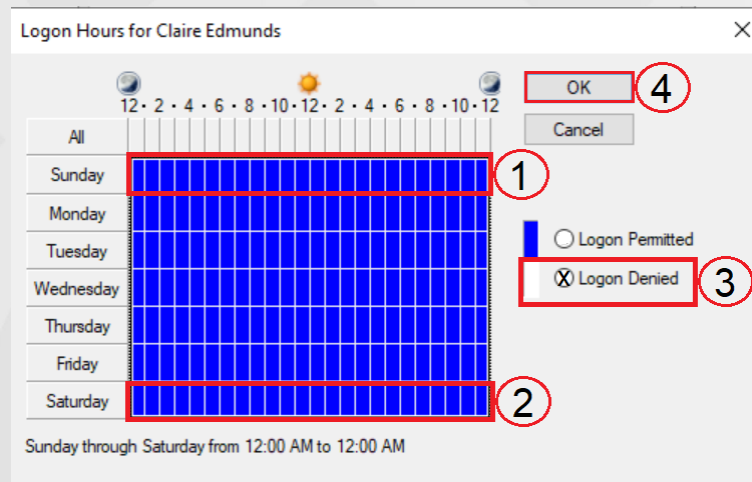 Logon Hours for Claire Edmunds
12 · 2 · 4 · 6 · 8 · 10 · 12 · 2 · 4 · 6 · 8 · 10 · 12
OK
4
Cancel
All
Sunday
1
Monday
Tuesday
Logon Permitted
Wednesday
X Logon Denied
3
Thursday
Friday
Saturday
2
Sunday through Saturday from 12:00 AM to 12:00 AM